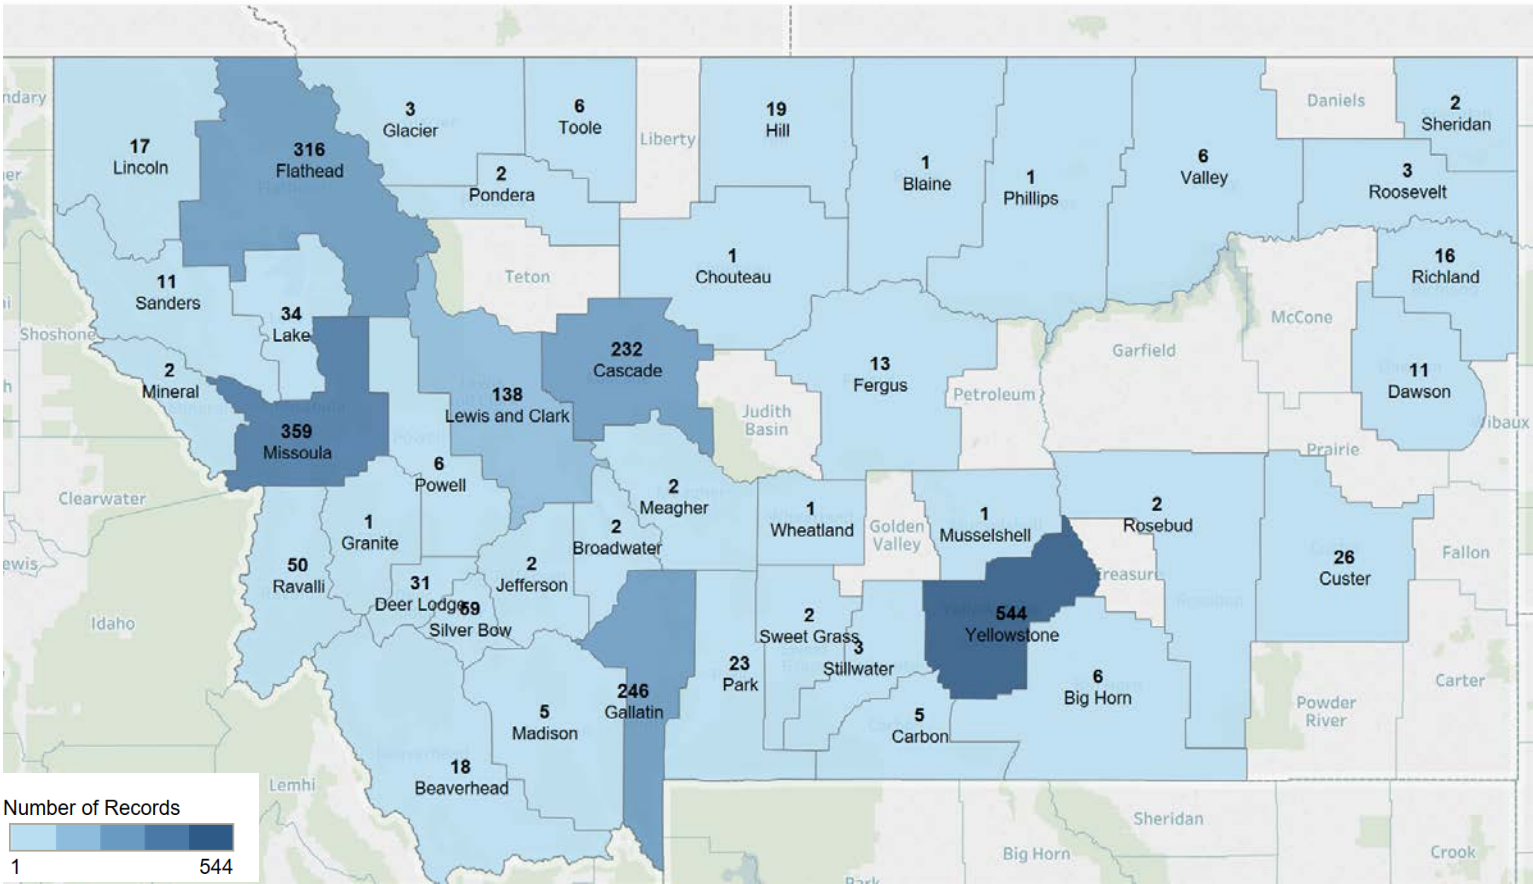 ndary
17
Lincoln
316
Flathead
3
Glacier
6
Toole
Liberty
19
Hill
1
Blaine
1
Phillips
6
Valley
Daniels
2
Sheridan
3
Roosevelt
2
Pondera
Teton
1
Chouteau
16
Richland
McCone
11
Sanders
34
Lake
Shoshone
2
Mineral
232
Cascade
138
Lewis and Clark
Judith
Basin
13
Fergus
Petroleum
Garfield
11
Dawson
Wibaux
Prairie
359
Missoula
6
Powell
Clearwater
2
Meagher
1
Wheatland
Golden
Valley
1
Musselshell
2
Rosebud
Treasure
26
Custer
Fallon
ewis
1
Granite
2
Broadwater
50
Ravalli
31
Deer Lodge
59
Silver Bow
2
Jefferson
Idaho
2
Sweet Grass
3
Stillwater
544
Yellowstone
6
Big Horn
23
Park
246
Gallatin
5
Madison
5
Carbon
Powder
River
Carter
18
Beaverhead
Lemhi
Number of Records
1
544
Sheridan
Big Horn
Crook
Park